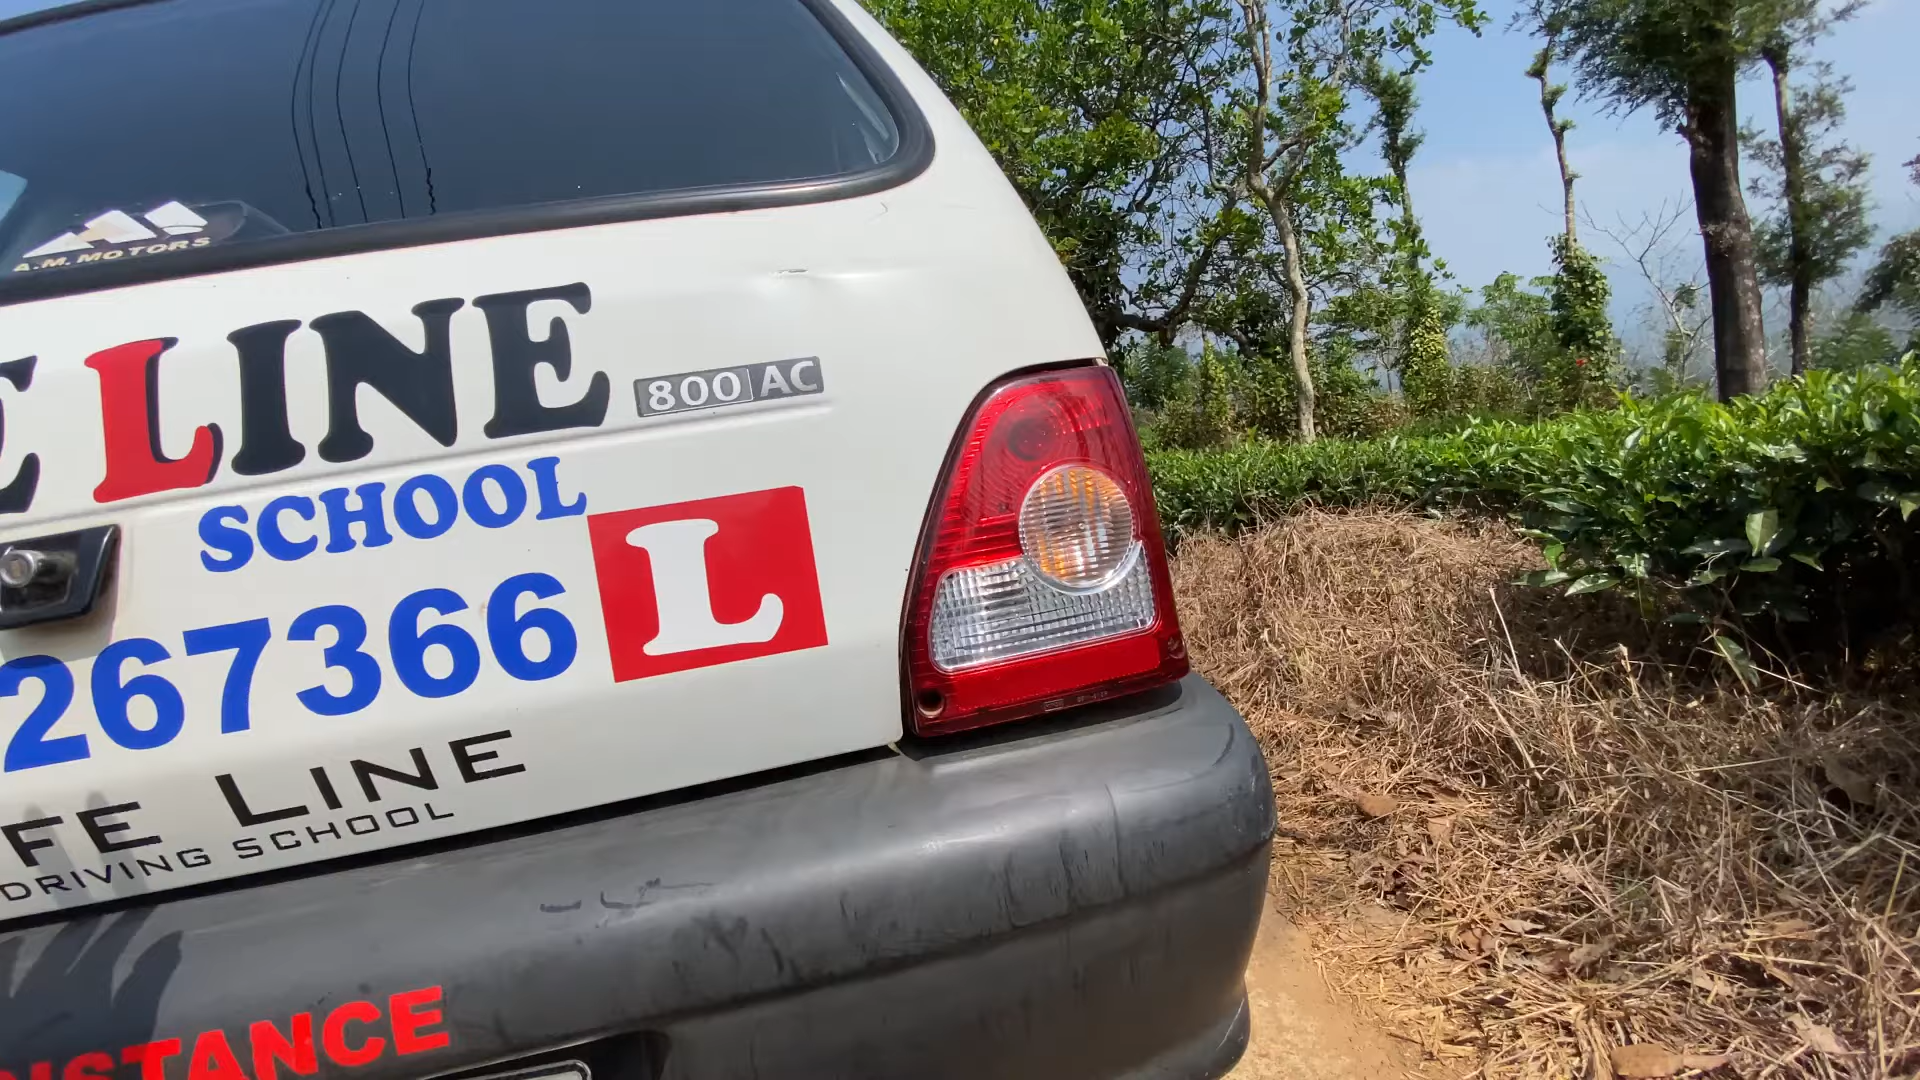 A.M. MOTORS
E LINE
800 AC
SCHOOL
L
267366
FE LINE
DRIVING SCHOOL
ISTANCE